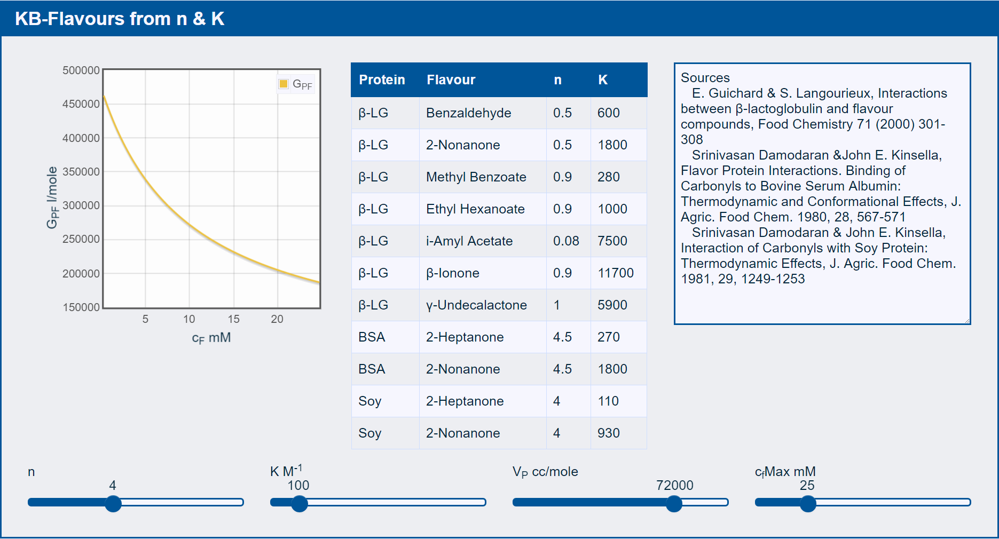 KB-Flavours from n & K
500000
450000
400000
350000
300000
250000
200000
150000
G_PF l/mole
G_PF
5 10 15 20
c_F mM
Protein Flavour n K
β-LG Benzaldehyde 0.5 600
β-LG 2-Nonanone 0.5 1800
β-LG Methyl Benzoate 0.9 280
β-LG Ethyl Hexanoate 0.9 1000
β-LG i-Amyl Acetate 0.08 7500
β-LG β-Ionone 0.9 11700
β-LG γ-Undecalactone 1 5900
BSA 2-Heptanone 4.5 270
BSA 2-Nonanone 4.5 1800
Soy 2-Heptanone 4 110
Soy 2-Nonanone 4 930
Sources
E. Guichard & S. Langourieux, Interactions
between β-lactoglobulin and flavour
compounds, Food Chemistry 71 (2000) 301-
308
Srinivasan Damodaran &John E. Kinsella,
Flavor Protein Interactions. Binding of
Carbonyls to Bovine Serum Albumin:
Thermodynamic and Conformational Effects, J.
Agric. Food Chem. 1980, 28, 567-571
Srinivasan Damodaran & John E. Kinsella,
Interaction of Carbonyls with Soy Protein:
Thermodynamic Effects, J. Agric. Food Chem.
1981, 29, 1249-1253
n
4
K M⁻¹
100
V_P cc/mole
72000
c_fMax mM
25